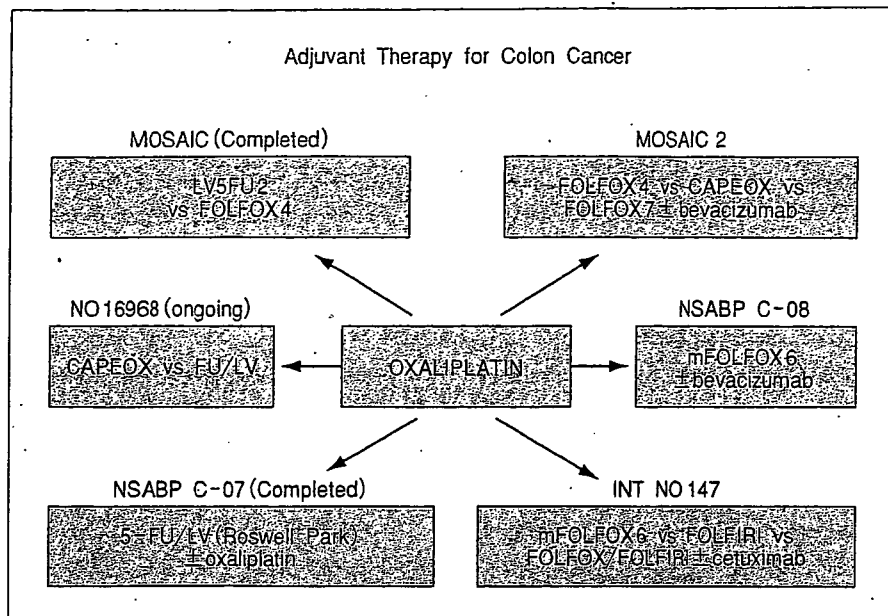 Adjuvant Therapy for Colon Cancer
MOSAIC (Completed)
LV5FU2
vs FOLFOX4
MOSAIC 2
FOLFOX4 vs CAPEOX vs
FOLFOX7±bevacizumab
NO16968 (ongoing)
CAPEOX vs FU/LV
OXALIPLATIN
NSABP C-08
mFOLFOX6
±bevacizumab
NSABP C-07 (Completed)
5-FU/LV (Roswell Park)
±oxaliplatin
INT NO147
mFOLFOX6 vs FOLFIRI vs
FOLFOX7/FOLFIRI±cetuximab